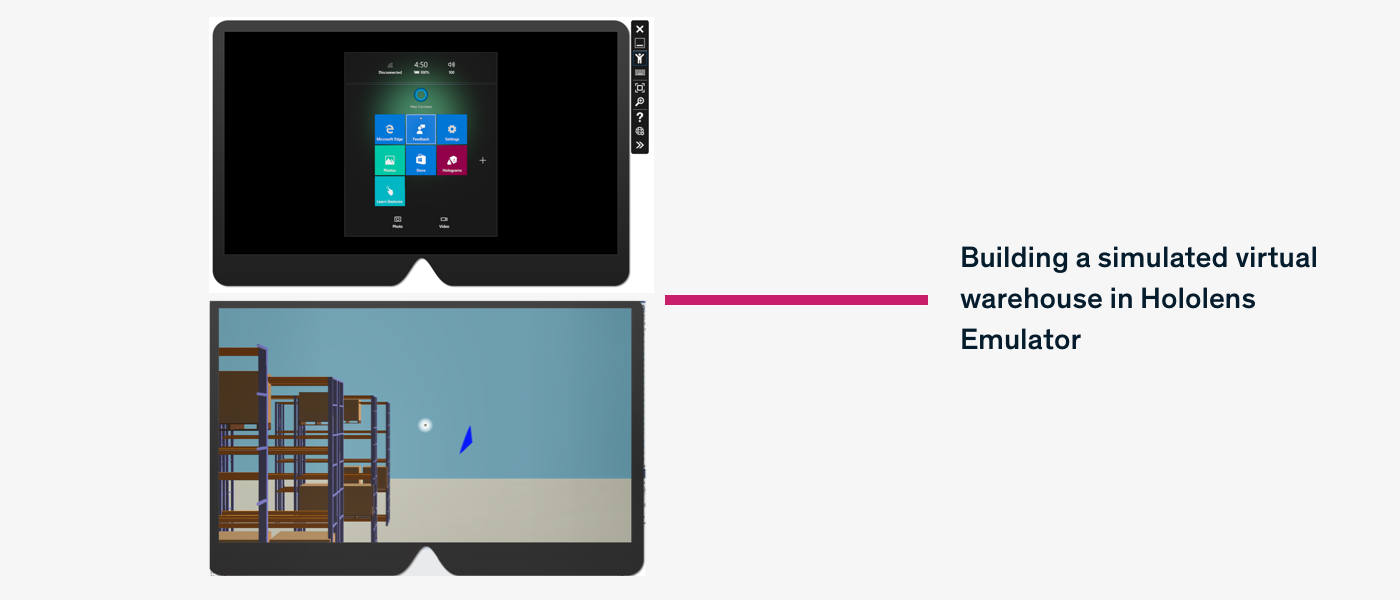 4:50
Disconnected 100% 100
Hey Cortana
Microsoft Edge Feedback Settings
Photos Store Holograms
Learn Gestures
Photo Video
Building a simulated virtual
warehouse in Hololens
Emulator